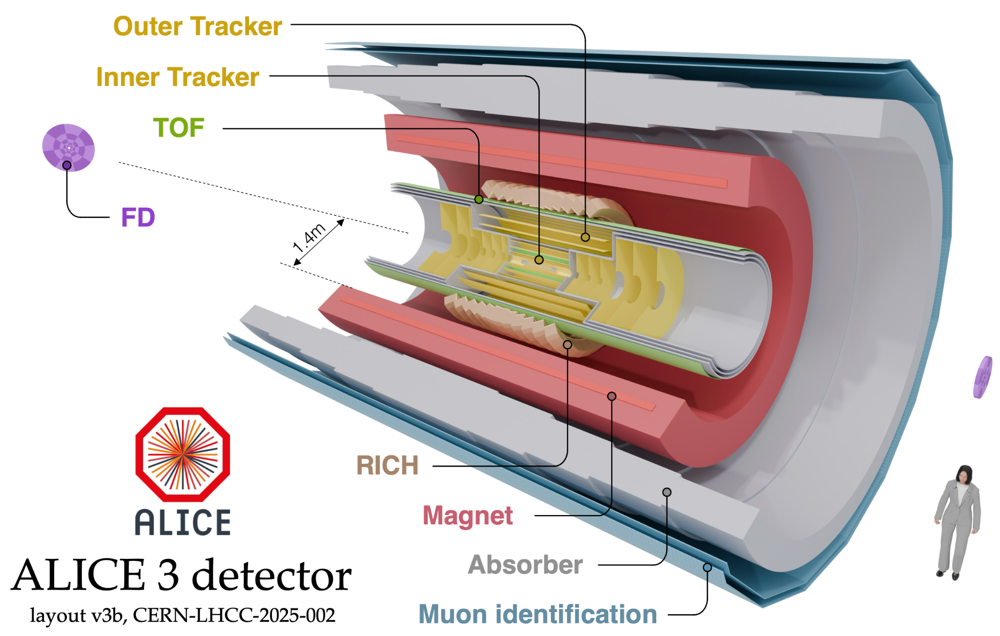 Outer Tracker
Inner Tracker
TOF
FD
1.4m
RICH
Magnet
Absorber
Muon identification
ALICE
ALICE 3 detector
layout v3b, CERN-LHCC-2025-002